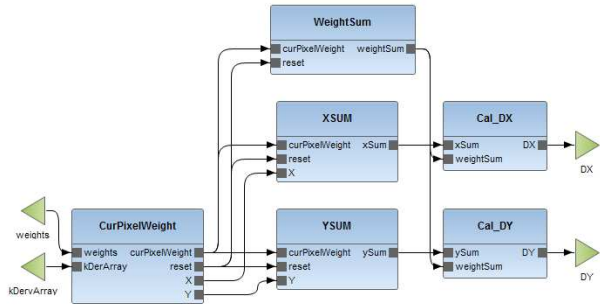 WeightSum
curPixelWeight weightSum
reset
XSUM
curPixelWeight xSum
reset
X
Cal_DX
xSum DX
weightSum
DX
weights
kDervArray
CurPixelWeight
weights curPixelWeight
kDerArray reset
X
Y
YSUM
curPixelWeight ySum
reset
Y
Cal_DY
ySum DY
weightSum
DY